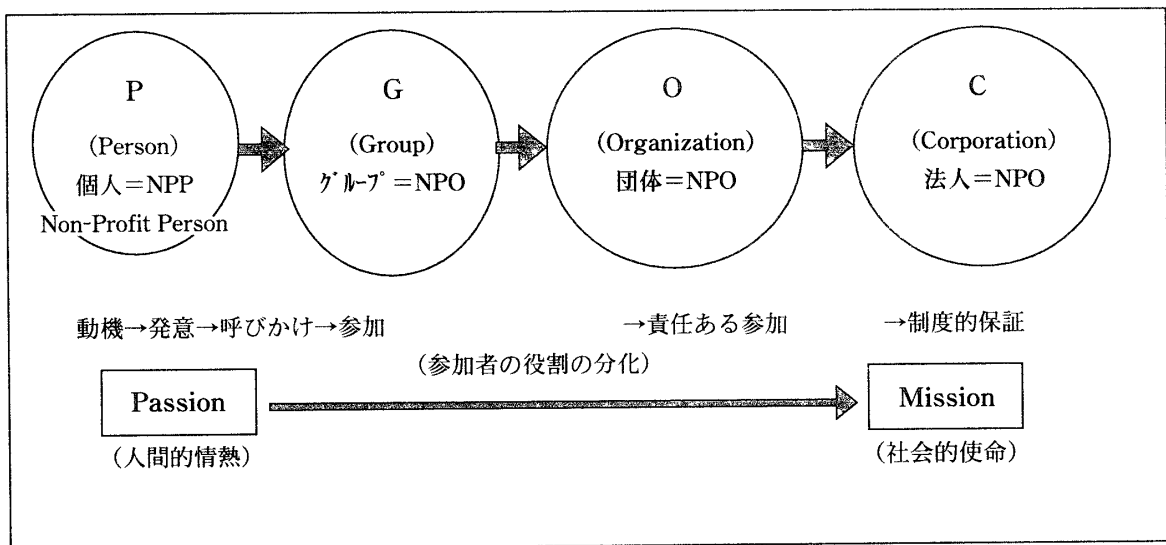 P
(Person)
個人=NPP
Non-Profit Person
G
(Group)
グループ=NPO
O
(Organization)
団体=NPO
C
(Corporation)
法人=NPO
動機→発意→呼びかけ→参加
→責任ある参加
→制度的保証
(参加者の役割の分化)
Passion
(人間的情熱)
Mission
(社会的使命)